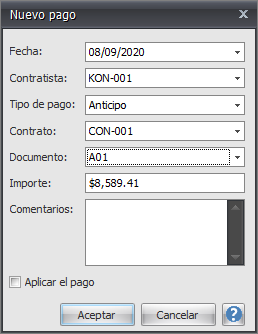 Nuevo pago
Fecha: 08/09/2020
Contratista: KON-001
Tipo de pago: Anticipo
Contrato: CON-001
Documento: A01
Importe: $8,589.41
Comentarios:
Aplicar el pago
Aceptar Cancelar ?